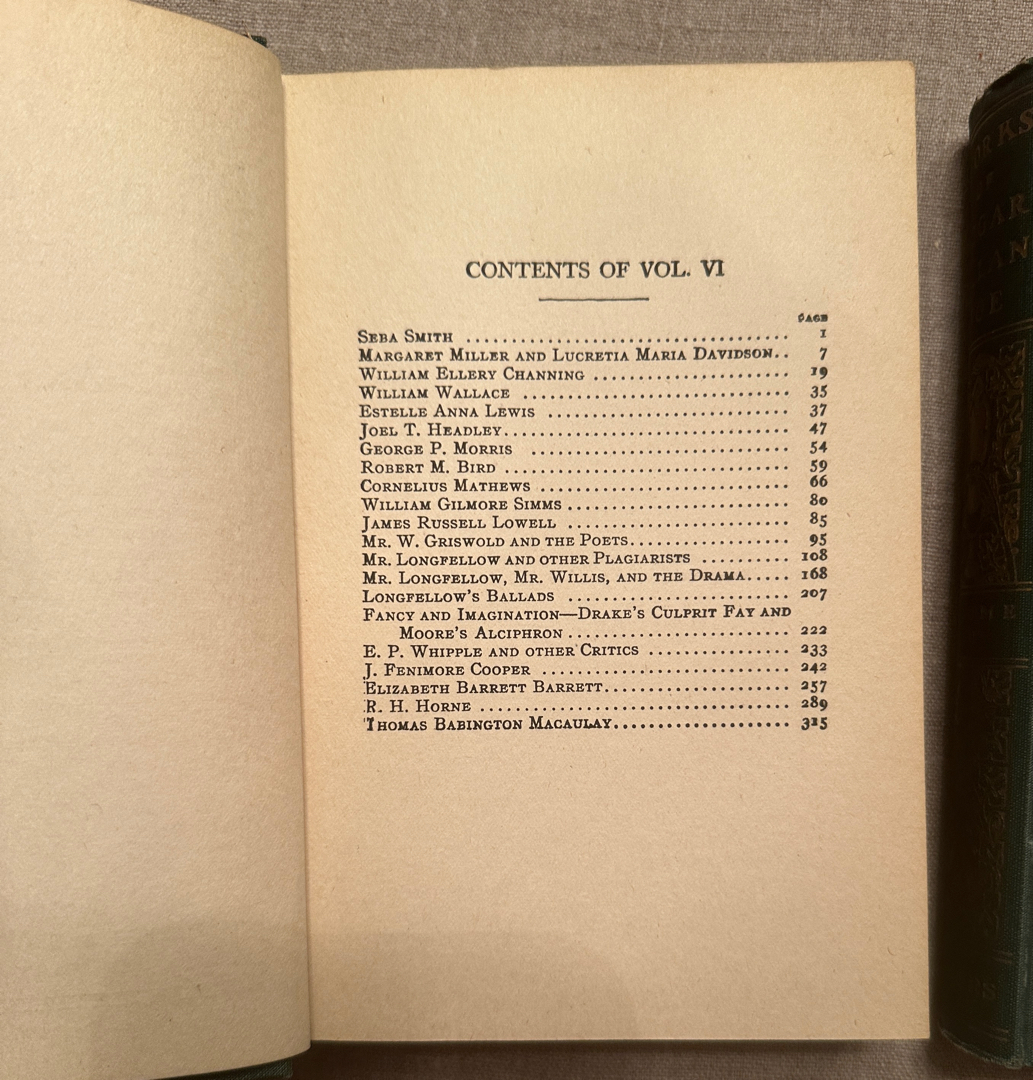 CONTENTS OF VOL. VI
PAGE
SEBA SMITH ..................................... 1
MARGARET MILLER AND LUCRETIA MARIA DAVIDSON.. 7
WILLIAM ELLERY CHANNING ....................... 19
WILLIAM WALLACE ............................... 35
ESTELLE ANNA LEWIS ............................ 37
JOEL T. HEADLEY................................. 47
GEORGE P. MORRIS .............................. 54
ROBERT M. BIRD ................................. 59
CORNELIUS MATHEWS ............................. 66
WILLIAM GILMORE SIMMS .......................... 80
JAMES RUSSELL LOWELL .......................... 85
MR. W. GRISWOLD AND THE POETS................... 95
MR. LONGFELLOW AND OTHER PLAGIARISTS .......... 108
MR. LONGFELLOW, MR. WILLIS, AND THE DRAMA..... 168
LONGFELLOW'S BALLADS .......................... 207
FANCY AND IMAGINATION—DRAKE'S CULPRIT FAY AND
MOORE'S ALCIPHRON .......................... 222
E. P. WHIPPLE AND OTHER CRITICS ................ 233
J. FENIMORE COOPER ............................ 242
ELIZABETH BARRETT BARRETT...................... 257
R. H. HORNE .................................... 289
THOMAS BABINGTON MACAULAY..................... 315